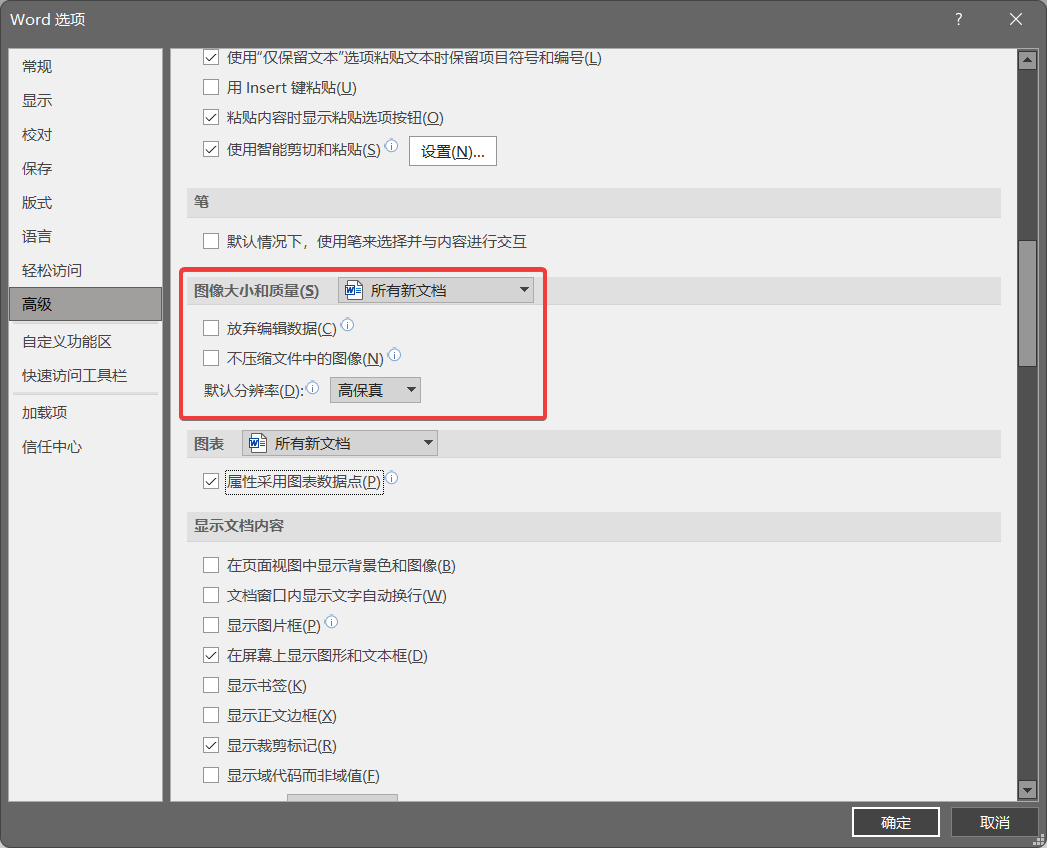 Word 选项
?
常规
显示
校对
保存
版式
语言
轻松访问
高级
自定义功能区
快速访问工具栏
加载项
信任中心
使用“仅保留文本”选项粘贴文本时保留项目符号和编号(L)
用 Insert 键粘贴(U)
粘贴内容时显示粘贴选项按钮(O)
使用智能剪切和粘贴(S) 设置(N)...
笔
默认情况下，使用笔来选择并与内容进行交互
图像大小和质量(S) 所有新文档
放弃编辑数据(C)
不压缩文件中的图像(N)
默认分辨率(D): 高保真
图表 所有新文档
属性采用图表数据点(P)
显示文档内容
在页面视图中显示背景色和图像(B)
文档窗口内显示文字自动换行(W)
显示图片框(P)
在屏幕上显示图形和文本框(D)
显示书签(K)
显示正文边框(X)
显示裁剪标记(R)
显示域代码而非域值(F)
确定 取消